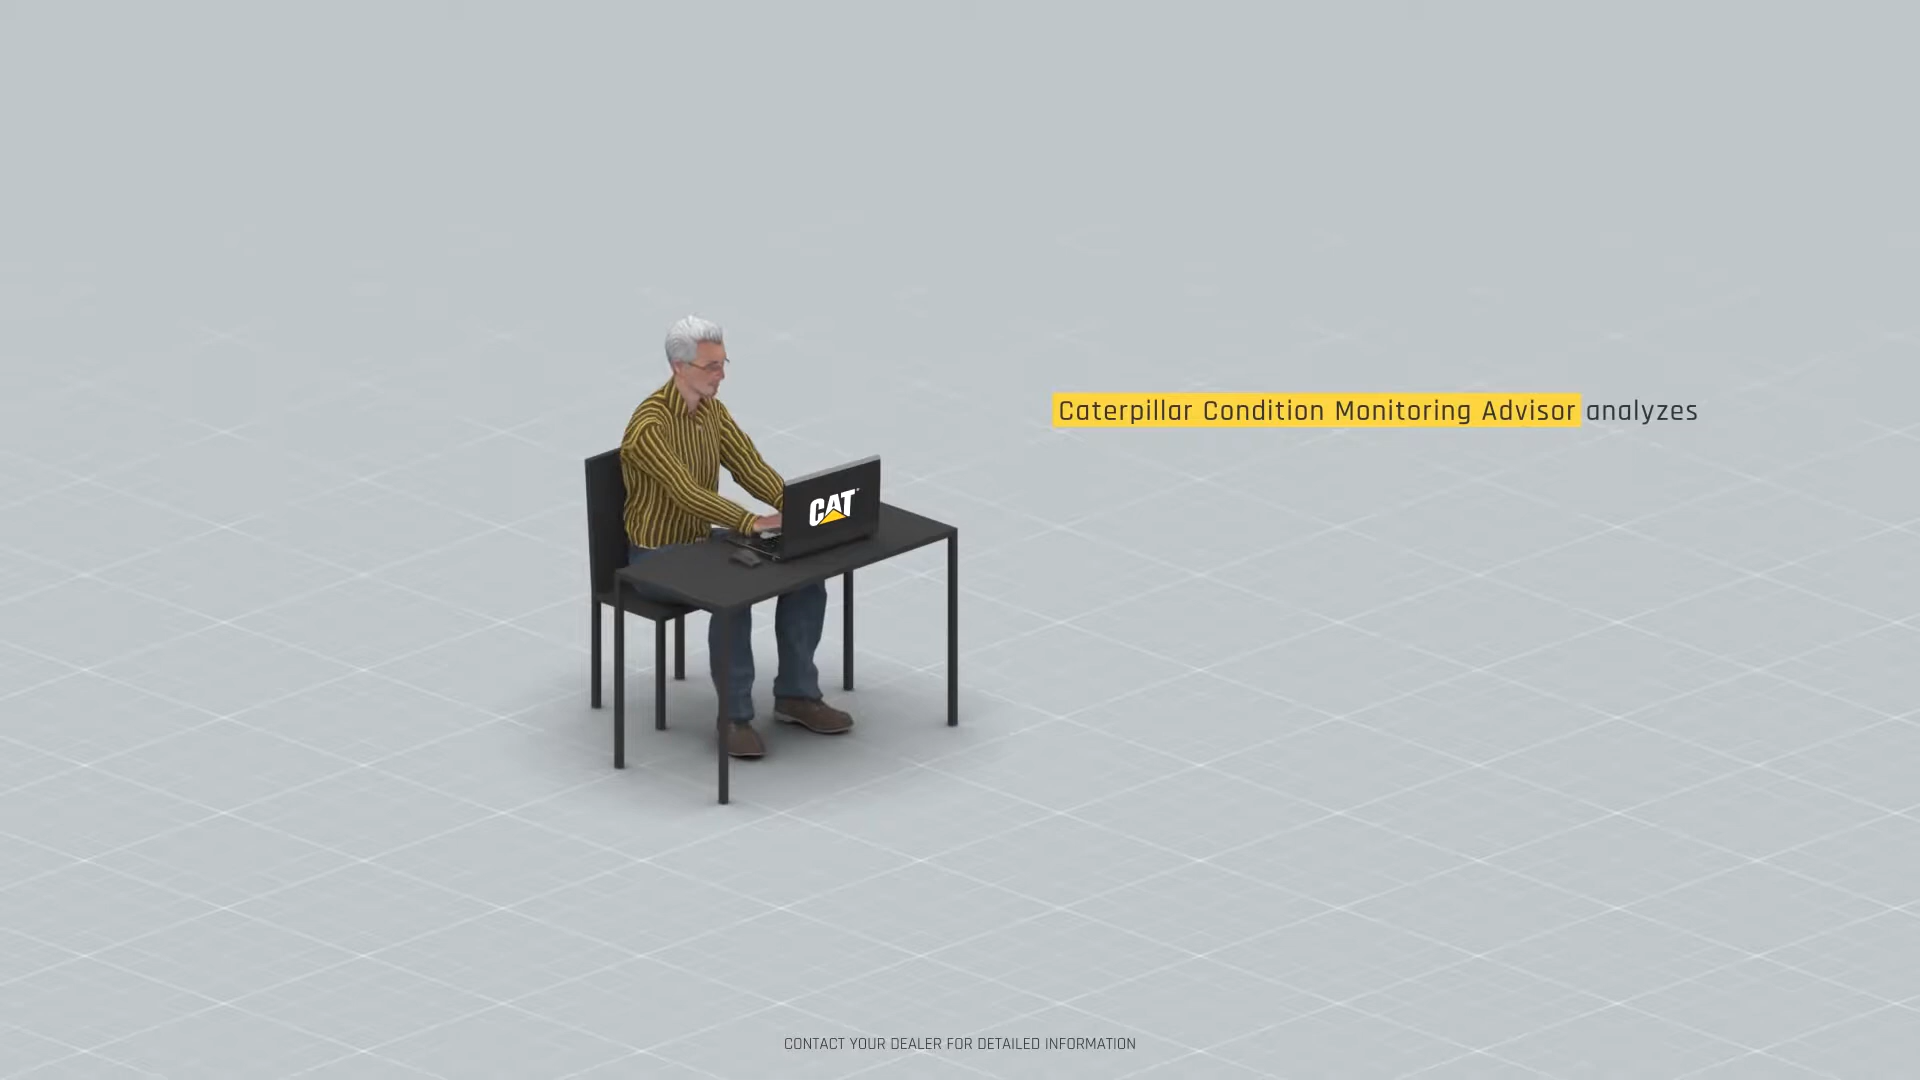 Caterpillar Condition Monitoring Advisor analyzes
CAT
CONTACT YOUR DEALER FOR DETAILED INFORMATION